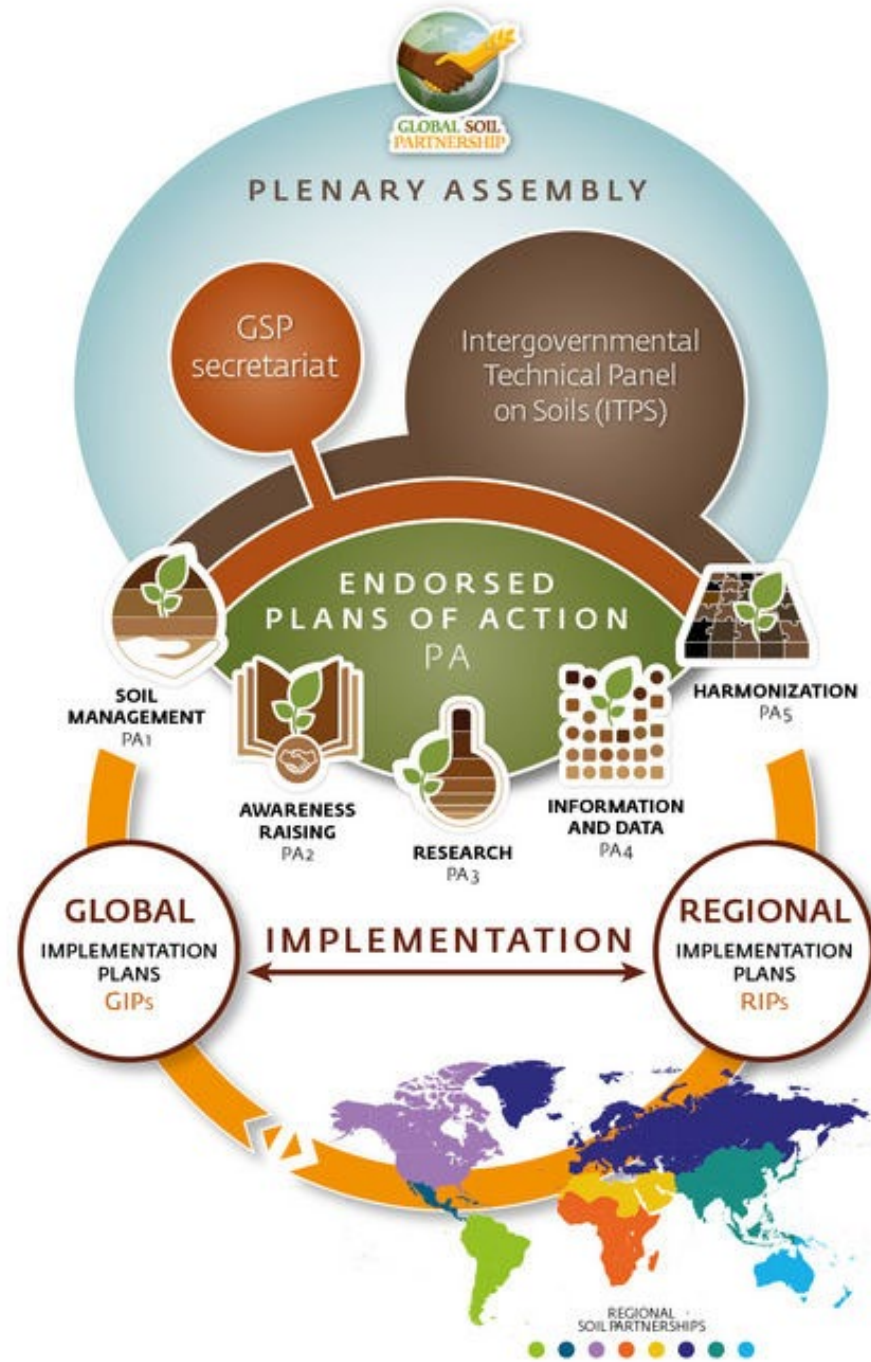 GLOBAL SOIL
PARTNERSHIP
PLENARY ASSEMBLY
GSP
secretariat
Intergovernmental
Technical Panel
on Soils (ITPS)
ENDORSED
PLANS OF ACTION
PA
SOIL
MANAGEMENT
PA1
AWARENESS
RAISING
PA2
RESEARCH
PA3
INFORMATION
AND DATA
PA4
HARMONIZATION
PA5
GLOBAL
IMPLEMENTATION
PLANS
GIPs
IMPLEMENTATION
REGIONAL
IMPLEMENTATION
PLANS
RIPs
REGIONAL
SOIL PARTNERSHIPS